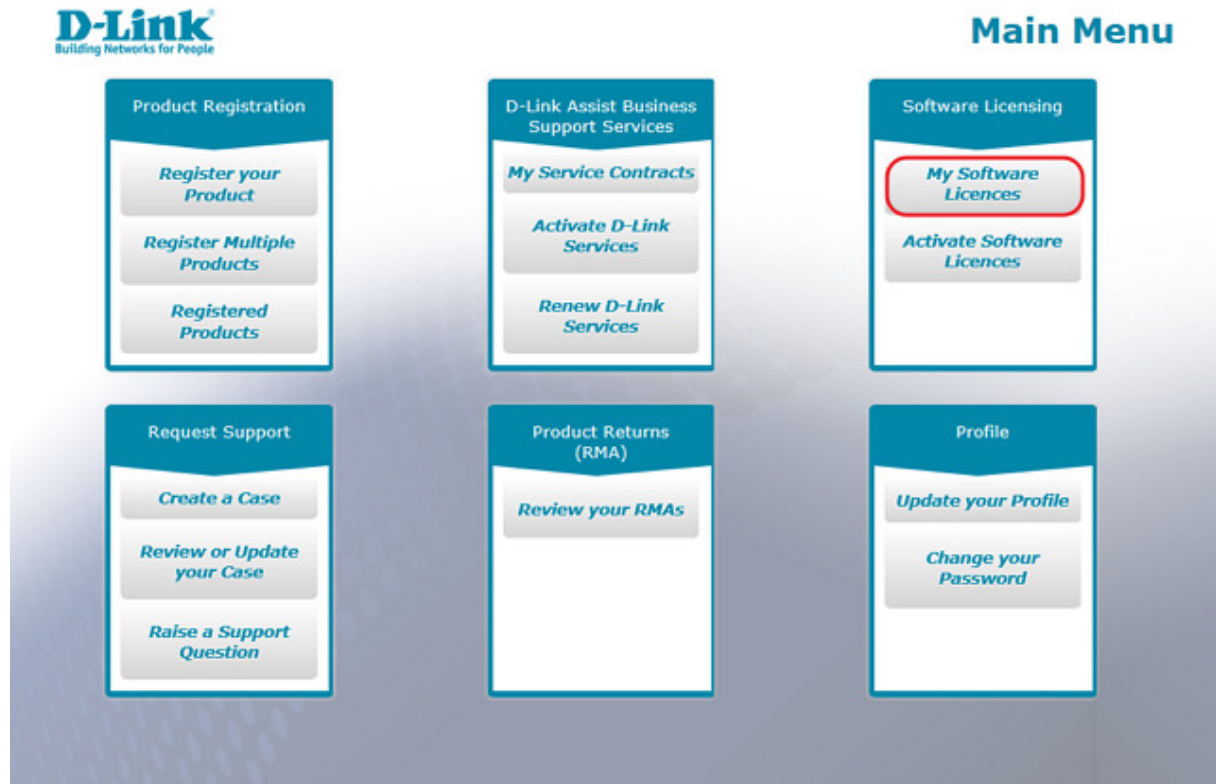 D-Link
Building Networks for People
Main Menu
Product Registration
Register your
Product
Register Multiple
Products
Registered
Products
D-Link Assist Business
Support Services
My Service Contracts
Activate D-Link
Services
Renew D-Link
Services
Software Licensing
My Software
Licences
Activate Software
Licences
Request Support
Create a Case
Review or Update
your Case
Raise a Support
Question
Product Returns
(RMA)
Review your RMAs
Profile
Update your Profile
Change your
Password